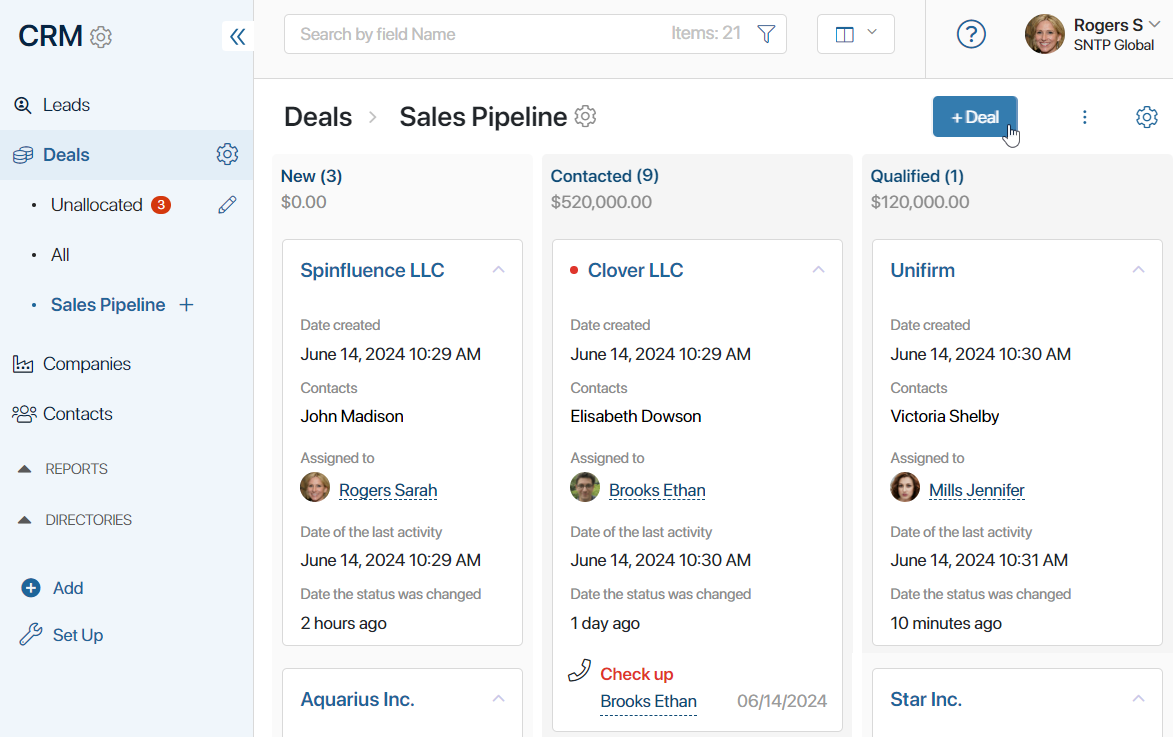 CRM
Search by field Name
Items: 21
?
Rogers S
SNTP Global
Leads
Deals
Unallocated 3
All
Sales Pipeline +
Companies
Contacts
REPORTS
DIRECTORIES
Add
Set Up
Deals > Sales Pipeline
+ Deal
New (3)
$0.00
Spinfluence LLC
Date created
June 14, 2024 10:29 AM
Contacts
John Madison
Assigned to
Rogers Sarah
Date of the last activity
June 14, 2024 10:29 AM
Date the status was changed
2 hours ago
Aquarius Inc.
Contacted (9)
$520,000.00
Clover LLC
Date created
June 14, 2024 10:29 AM
Contacts
Elisabeth Dowson
Assigned to
Brooks Ethan
Date of the last activity
June 14, 2024 10:30 AM
Date the status was changed
1 day ago
Check up
Brooks Ethan 06/14/2024
Qualified (1)
$120,000.00
Unifirm
Date created
June 14, 2024 10:30 AM
Contacts
Victoria Shelby
Assigned to
Mills Jennifer
Date of the last activity
June 14, 2024 10:31 AM
Date the status was changed
10 minutes ago
Star Inc.